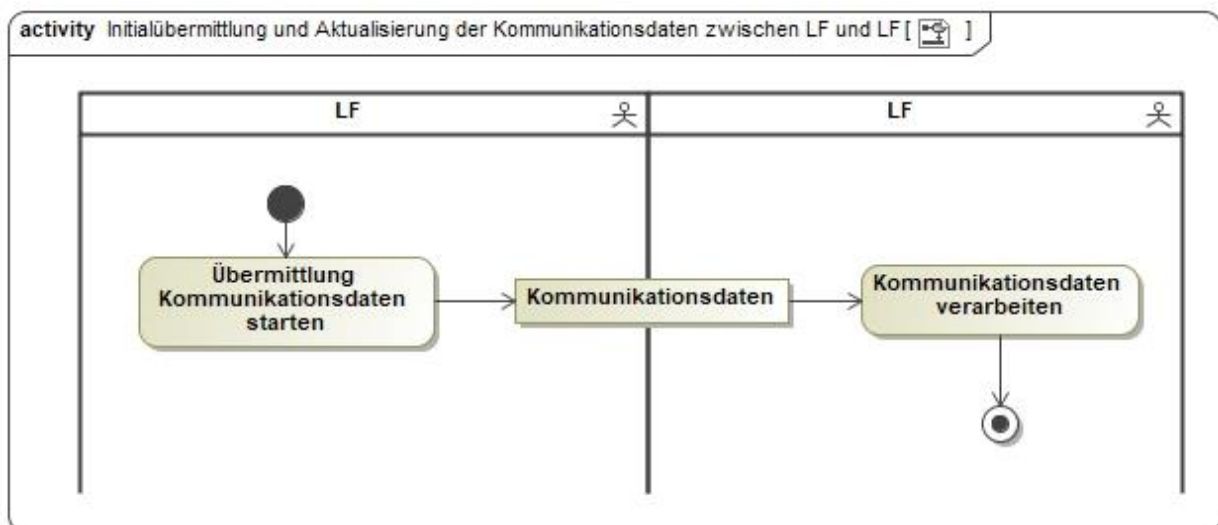 activity Initialübermittlung und Aktualisierung der Kommunikationsdaten zwischen LF und LF [ ]
LF
LF
Übermittlung
Kommunikationsdaten
starten
Kommunikationsdaten
Kommunikationsdaten
verarbeiten